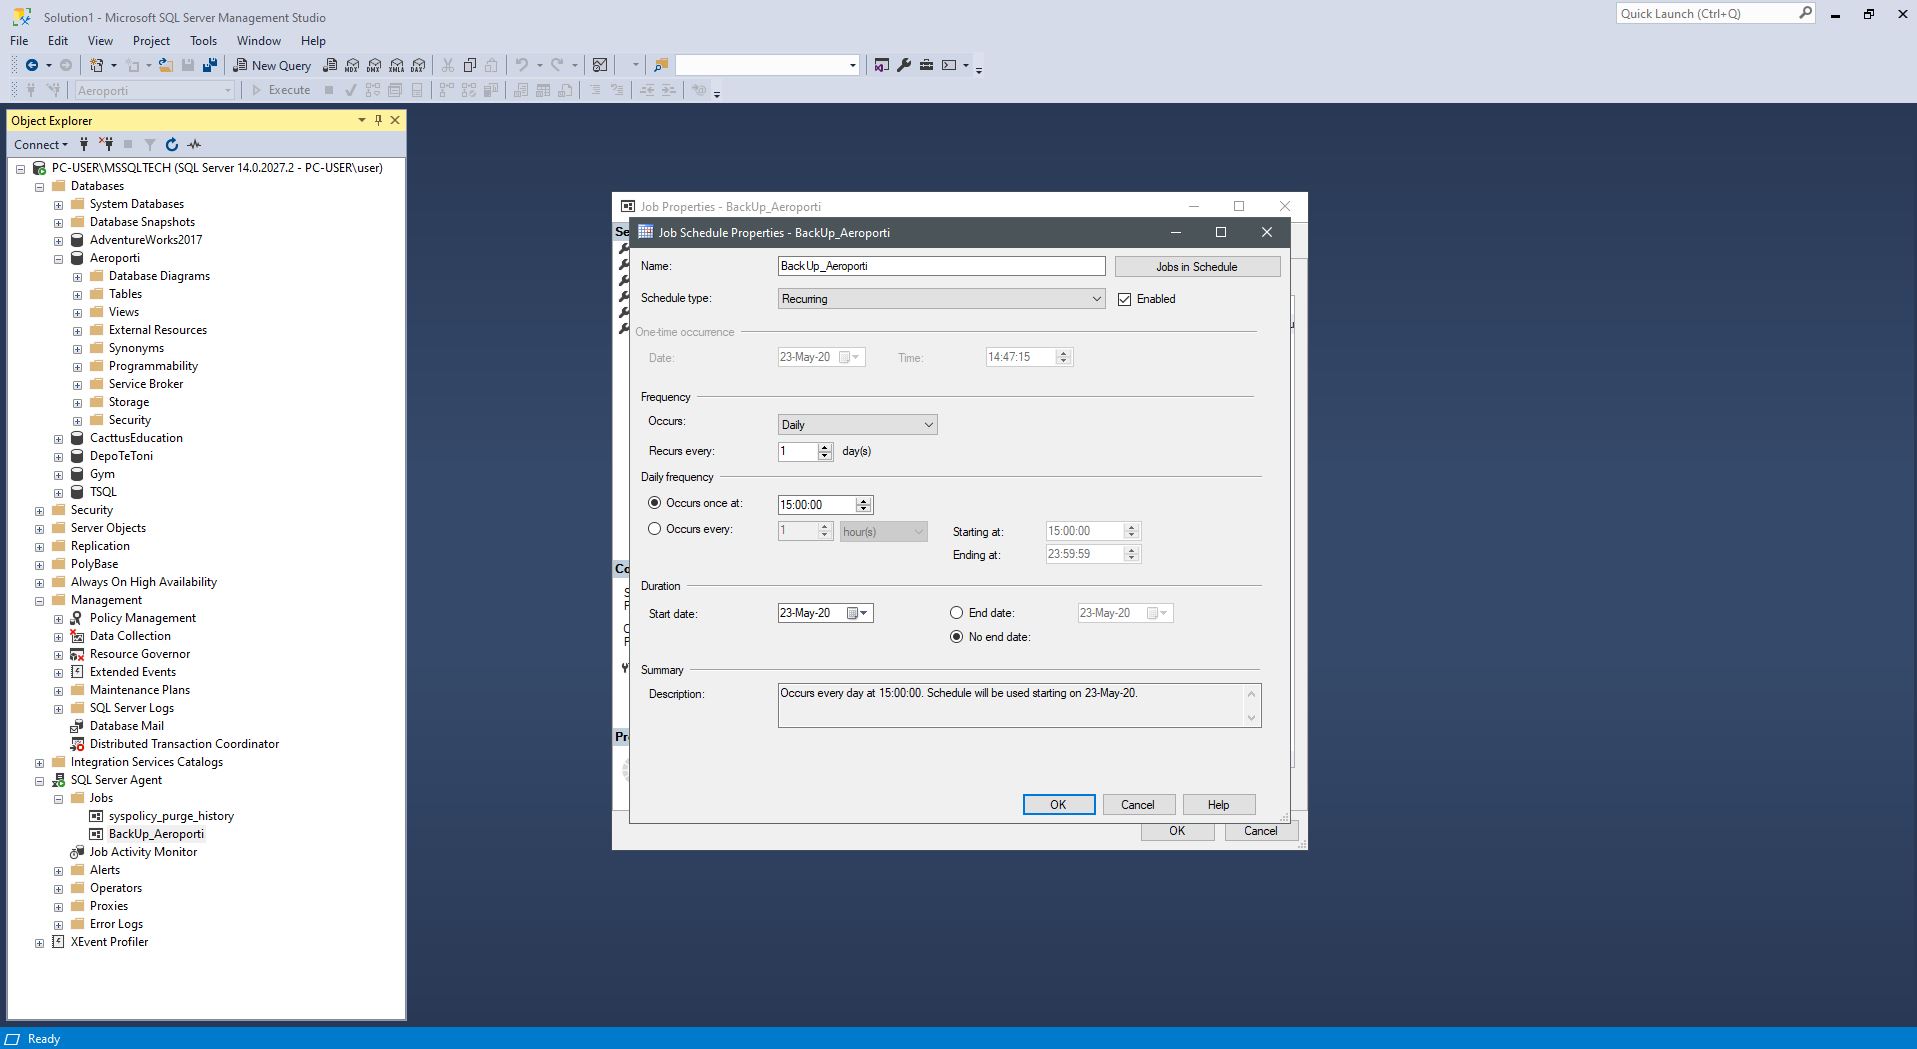 Solution1 - Microsoft SQL Server Management Studio
Quick Launch (Ctrl+Q)
File Edit View Project Tools Window Help
New Query
MDX DMX XMLA DAX
Aeroporti
Execute
Object Explorer
Connect
PC-USER\MSSQLTECH (SQL Server 14.0.2027.2 - PC-USER\user)
Databases
System Databases
Database Snapshots
AdventureWorks2017
Aeroporti
Database Diagrams
Tables
Views
External Resources
Synonyms
Programmability
Service Broker
Storage
Security
CacttusEducation
DepoTeToni
Gym
TSQL
Security
Server Objects
Replication
PolyBase
Always On High Availability
Management
Policy Management
Data Collection
Resource Governor
Extended Events
Maintenance Plans
SQL Server Logs
Database Mail
Distributed Transaction Coordinator
Integration Services Catalogs
SQL Server Agent
Jobs
syspolicy_purge_history
BackUp_Aeroporti
Job Activity Monitor
Alerts
Operators
Proxies
Error Logs
XEvent Profiler
Job Properties - BackUp_Aeroporti
Job Schedule Properties - BackUp_Aeroporti
Name: BackUp_Aeroporti Jobs in Schedule
Schedule type: Recurring Enabled
One-time occurrence
Date: 23-May-20 Time: 14:47:15
Frequency
Occurs: Daily
Recurs every: 1 day(s)
Daily frequency
Occurs once at: 15:00:00
Occurs every: 1 hour(s) Starting at: 15:00:00
Ending at: 23:59:59
Duration
Start date: 23-May-20 End date: 23-May-20
No end date:
Summary
Description: Occurs every day at 15:00:00. Schedule will be used starting on 23-May-20.
OK Cancel Help
OK Cancel
Ready